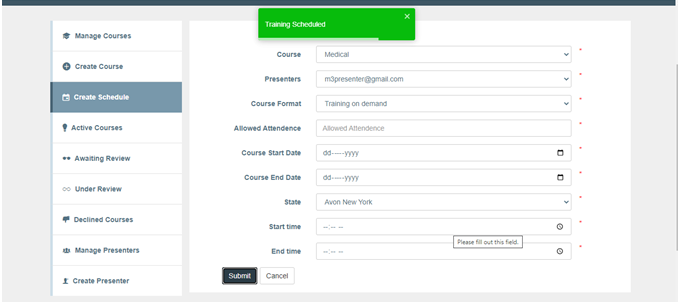 Training Scheduled
×
Manage Courses
Create Course
Create Schedule
Active Courses
Awaiting Review
Under Review
Declined Courses
Manage Presenters
Create Presenter
Course Medical *
Presenters m3presenter@gmail.com *
Course Format Training on demand *
Allowed Attendence Allowed Attendence *
Course Start Date dd-----yyyy *
Course End Date dd-----yyyy *
State Avon New York *
Start time --:-- -- *
Please fill out this field.
End time --:-- -- *
Submit Cancel